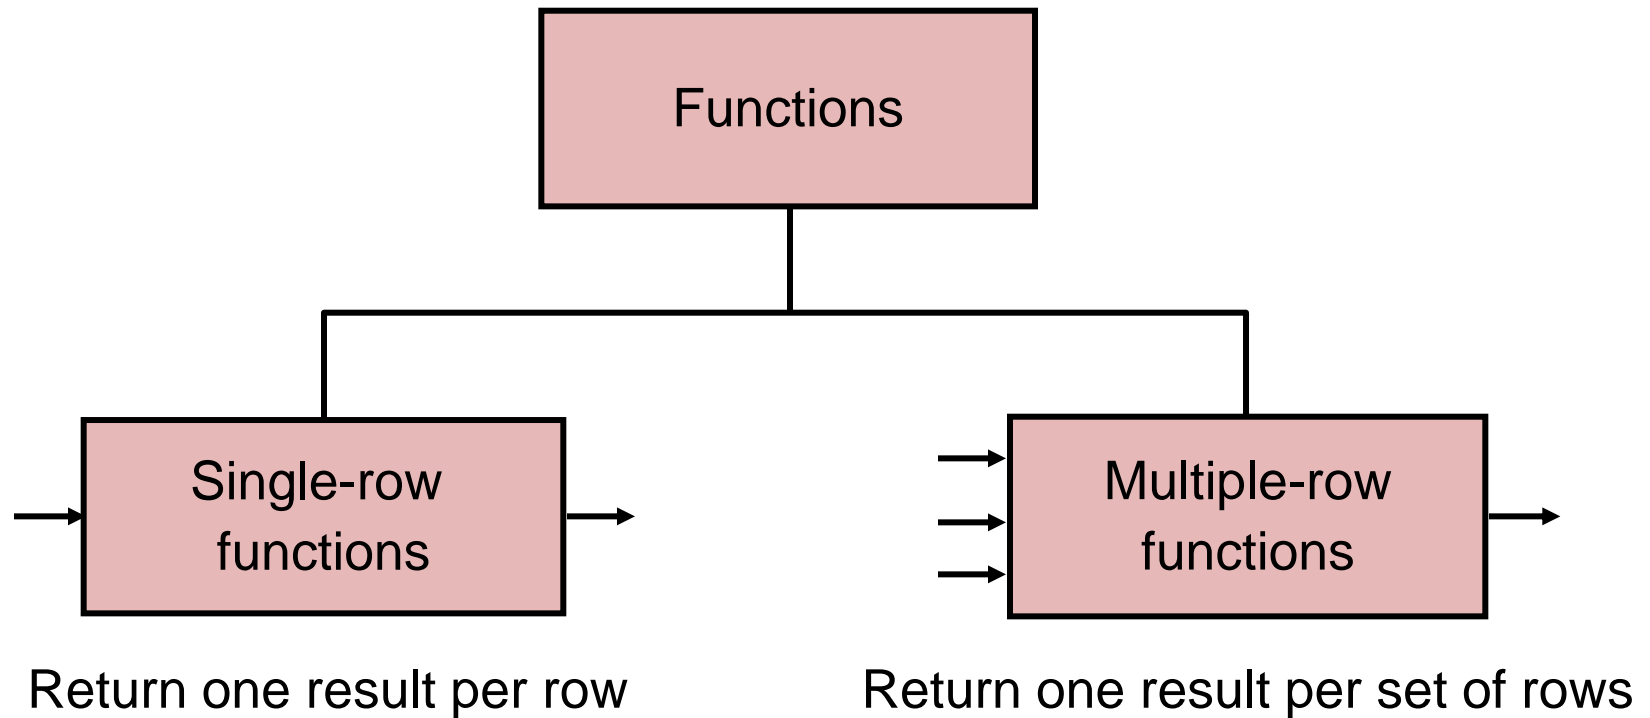 Functions
Single-row
functions
Multiple-row
functions
Return one result per row
Return one result per set of rows